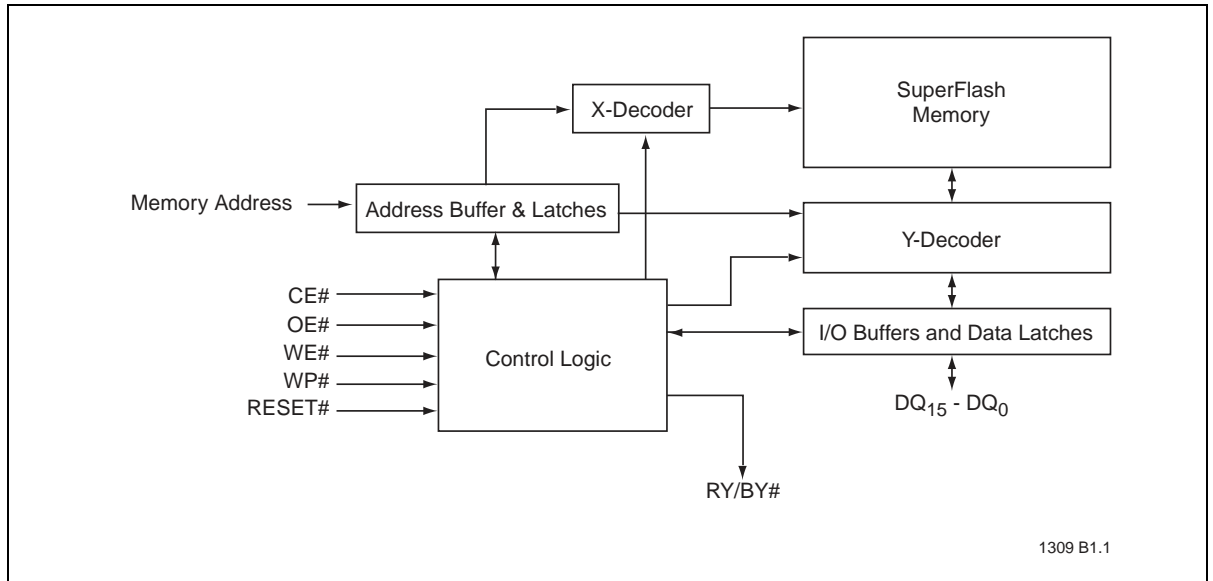 SuperFlash
Memory
X-Decoder
Memory Address
Address Buffer & Latches
Y-Decoder
CE#
OE#
WE#
WP#
RESET#
Control Logic
I/O Buffers and Data Latches
DQ15 - DQ0
RY/BY#
1309 B1.1